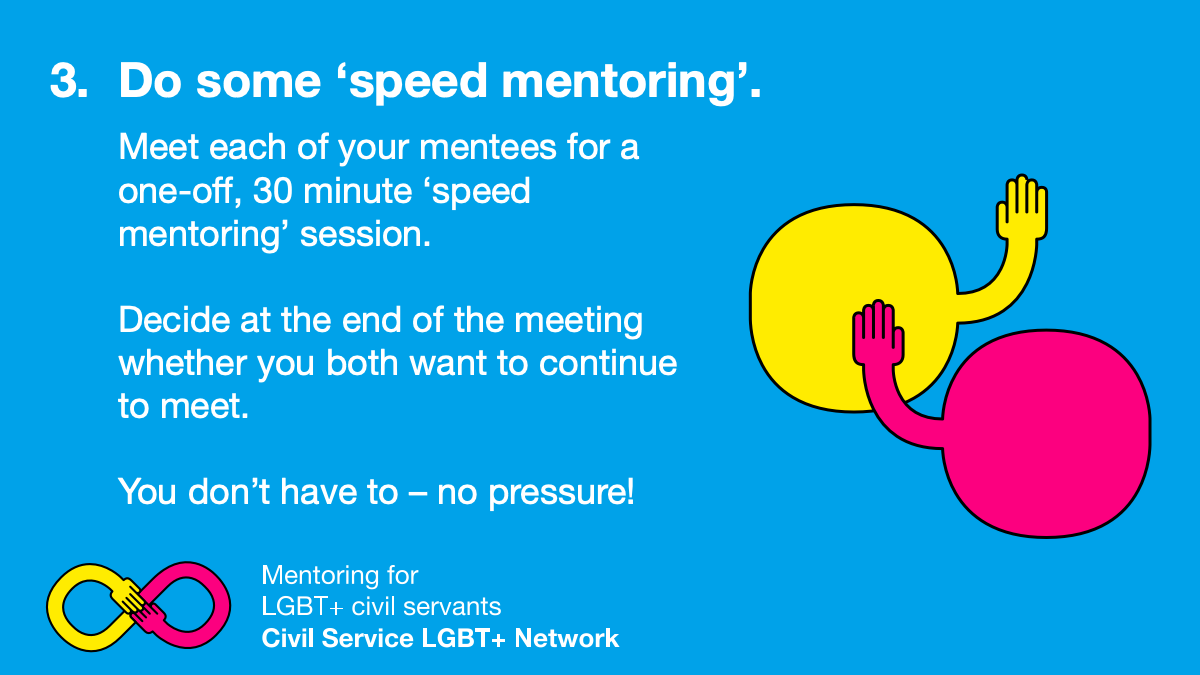 3. Do some ‘speed mentoring’.
Meet each of your mentees for a
one-off, 30 minute ‘speed
mentoring’ session.
Decide at the end of the meeting
whether you both want to continue
to meet.
You don’t have to – no pressure!
Mentoring for
LGBT+ civil servants
Civil Service LGBT+ Network